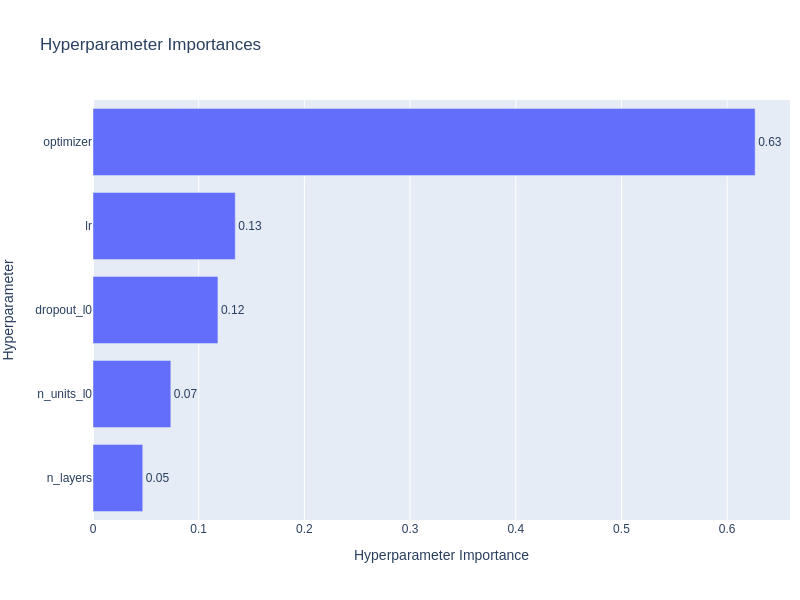 Hyperparameter Importances
optimizer 0.63
lr 0.13
dropout_l0 0.12
n_units_l0 0.07
n_layers 0.05
0 0.1 0.2 0.3 0.4 0.5 0.6
Hyperparameter Importance
Hyperparameter